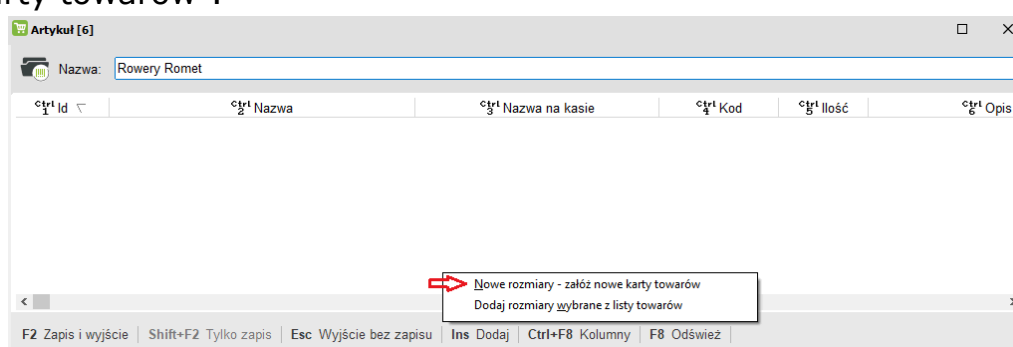 Artykuł [6]
Nazwa: Rowery Romet
Ctrl 1 Id Ctrl 2 Nazwa Ctrl 3 Nazwa na kasie Ctrl 4 Kod Ctrl 5 Ilość Ctrl 6 Opis
Nowe rozmiary - załóż nowe karty towarów
Dodaj rozmiary wybrane z listy towarów
F2 Zapis i wyjście Shift+F2 Tylko zapis Esc Wyjście bez zapisu Ins Dodaj Ctrl+F8 Kolumny F8 Odśwież